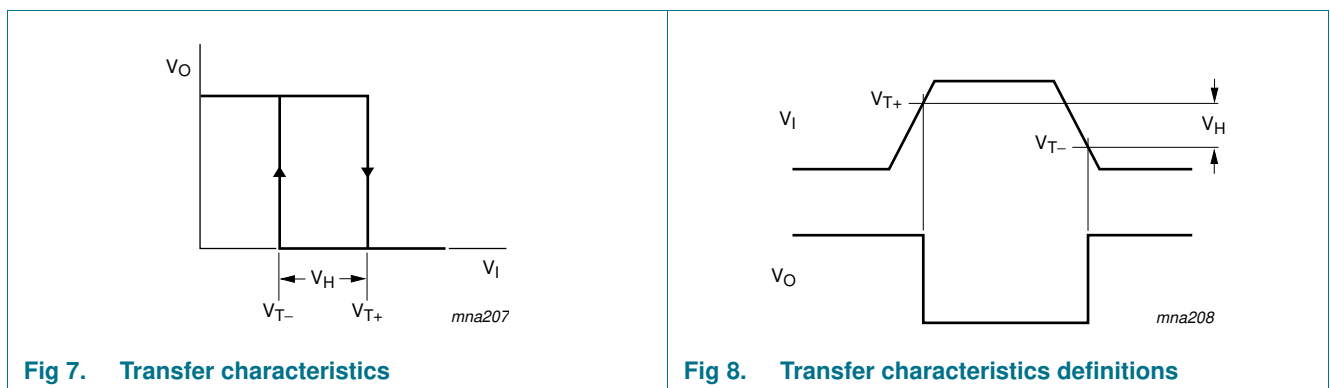 V_O
V_H
V_I
V_T−
V_T+
mna207
Fig 7. Transfer characteristics
V_T+
V_I
V_H
V_T−
V_O
mna208
Fig 8. Transfer characteristics definitions